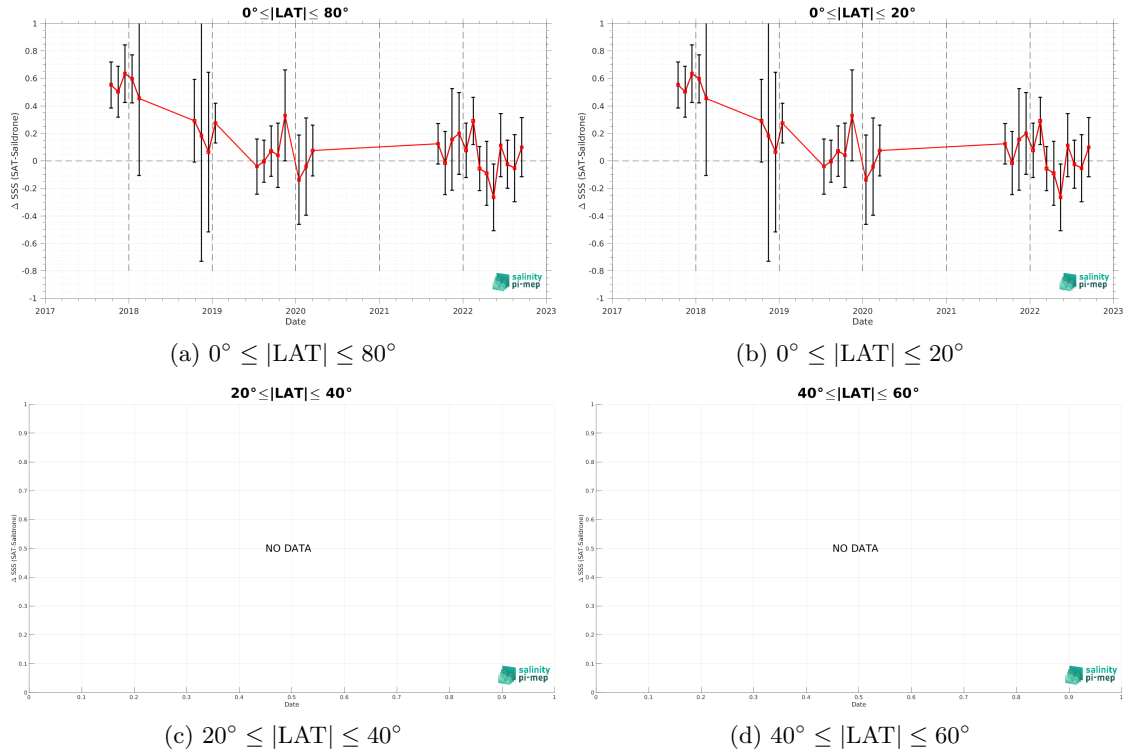 0°≤|LAT|≤ 80°
1
0.8
0.6
0.4
0.2
0
-0.2
-0.4
-0.6
-0.8
-1
Δ SSS (SAT-Saildrone)
2017 2018 2019 2020 2021 2022 2023
Date
salinity
pi-mep
(a) 0° ≤ |LAT| ≤ 80°
0°≤|LAT|≤ 20°
1
0.8
0.6
0.4
0.2
0
-0.2
-0.4
-0.6
-0.8
-1
Δ SSS (SAT-Saildrone)
2017 2018 2019 2020 2021 2022 2023
Date
salinity
pi-mep
(b) 0° ≤ |LAT| ≤ 20°
20°≤|LAT|≤ 40°
1
0.9
0.8
0.7
0.6
0.5
0.4
0.3
0.2
0.1
0
Δ SSS (SAT-Saildrone)
NO DATA
0 0.1 0.2 0.3 0.4 0.5 0.6 0.7 0.8 0.9 1
Date
salinity
pi-mep
(c) 20° ≤ |LAT| ≤ 40°
40°≤|LAT|≤ 60°
1
0.9
0.8
0.7
0.6
0.5
0.4
0.3
0.2
0.1
0
Δ SSS (SAT-Saildrone)
NO DATA
0 0.1 0.2 0.3 0.4 0.5 0.6 0.7 0.8 0.9 1
Date
salinity
pi-mep
(d) 40° ≤ |LAT| ≤ 60°